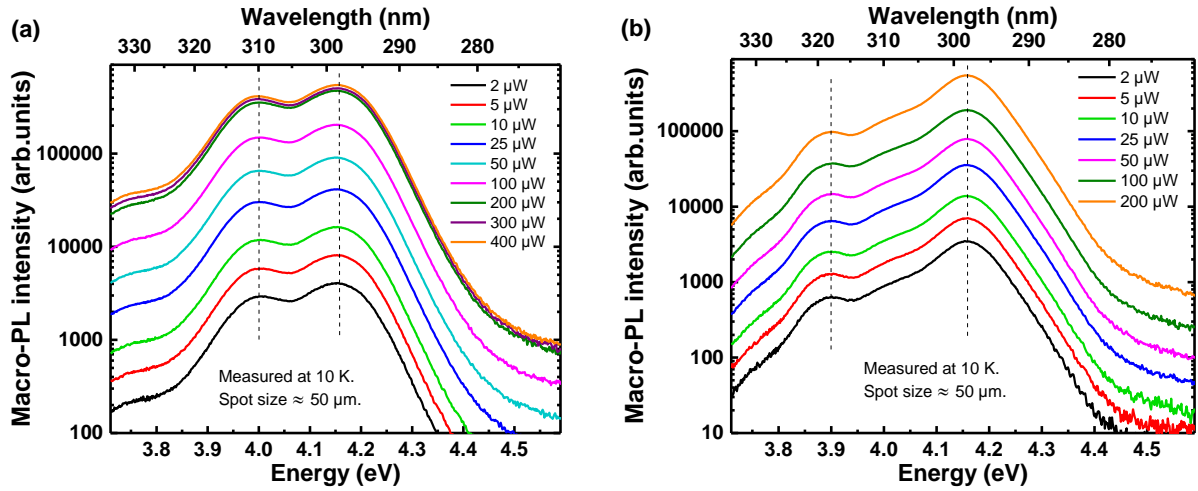 (a)
Wavelength (nm)
330 320 310 300 290 280
Macro-PL intensity (arb.units)
100000
10000
1000
100
2 µW
5 µW
10 µW
25 µW
50 µW
100 µW
200 µW
300 µW
400 µW
Measured at 10 K.
Spot size ≈ 50 µm.
3.8 3.9 4.0 4.1 4.2 4.3 4.4 4.5
Energy (eV)
(b)
Wavelength (nm)
330 320 310 300 290 280
Macro-PL intensity (arb.units)
100000
10000
1000
100
10
2 µW
5 µW
10 µW
25 µW
50 µW
100 µW
200 µW
Measured at 10 K.
Spot size ≈ 50 µm.
3.8 3.9 4.0 4.1 4.2 4.3 4.4 4.5
Energy (eV)